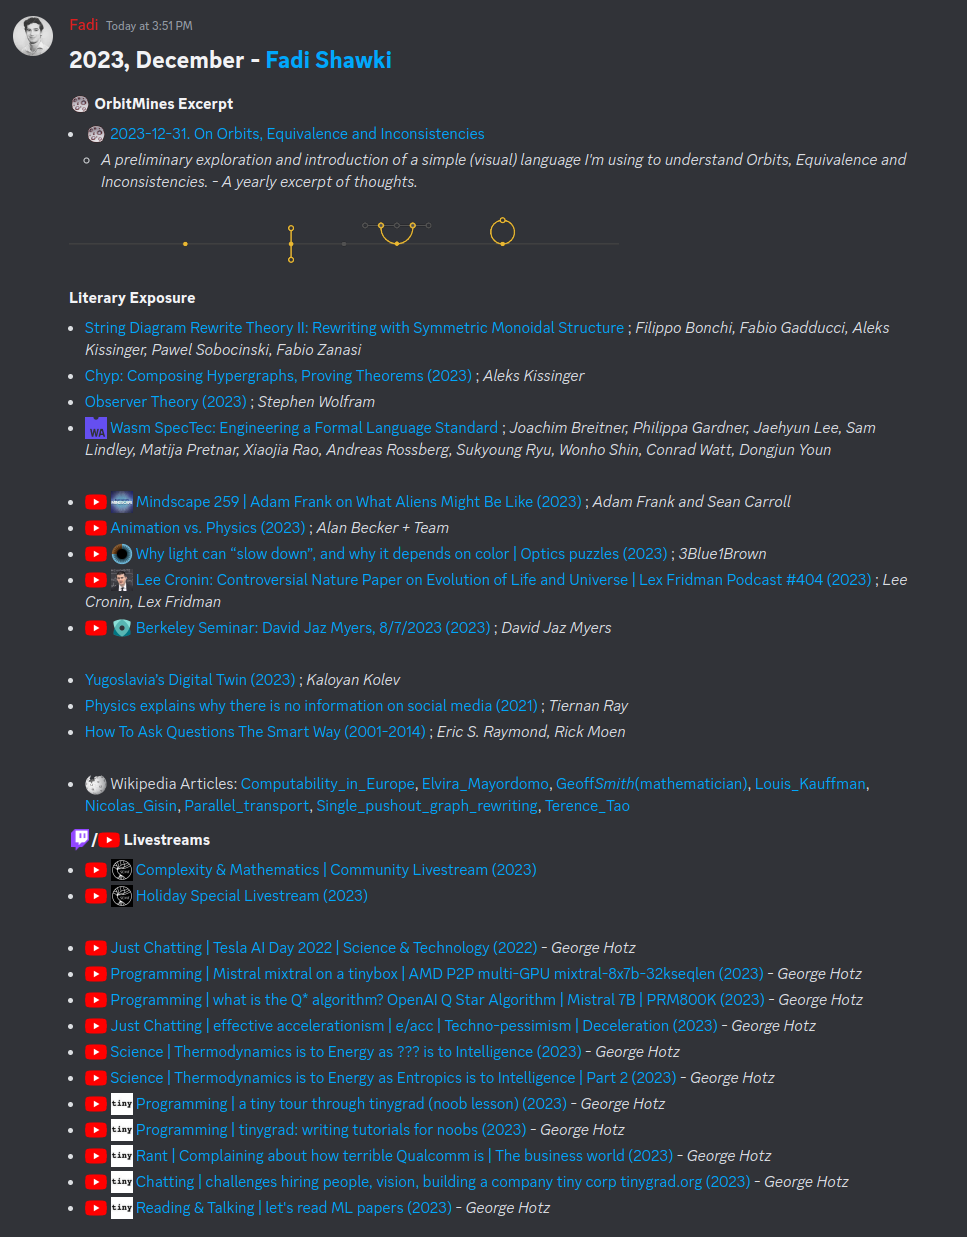 Fadi Today at 3:51 PM
2023, December - Fadi Shawki
OrbitMines Excerpt
2023-12-31. On Orbits, Equivalence and Inconsistencies
A preliminary exploration and introduction of a simple (visual) language I'm using to understand Orbits, Equivalence and
Inconsistencies. - A yearly excerpt of thoughts.
Literary Exposure
String Diagram Rewrite Theory II: Rewriting with Symmetric Monoidal Structure ; Filippo Bonchi, Fabio Gadducci, Aleks
Kissinger, Pawel Sobocinski, Fabio Zanasi
Chyp: Composing Hypergraphs, Proving Theorems (2023) ; Aleks Kissinger
Observer Theory (2023) ; Stephen Wolfram
WA Wasm SpecTec: Engineering a Formal Language Standard ; Joachim Breitner, Philippa Gardner, Jaehyun Lee, Sam
Lindley, Matija Pretnar, Xiaojia Rao, Andreas Rossberg, Sukyoung Ryu, Wonho Shin, Conrad Watt, Dongjun Youn
Mindscape 259 | Adam Frank on What Aliens Might Be Like (2023) ; Adam Frank and Sean Carroll
Animation vs. Physics (2023) ; Alan Becker + Team
Why light can “slow down”, and why it depends on color | Optics puzzles (2023) ; 3Blue1Brown
Lee Cronin: Controversial Nature Paper on Evolution of Life and Universe | Lex Fridman Podcast #404 (2023) ; Lee
Cronin, Lex Fridman
Berkeley Seminar: David Jaz Myers, 8/7/2023 (2023) ; David Jaz Myers
Yugoslavia's Digital Twin (2023) ; Kaloyan Kolev
Physics explains why there is no information on social media (2021) ; Tiernan Ray
How To Ask Questions The Smart Way (2001-2014) ; Eric S. Raymond, Rick Moen
Wikipedia Articles: Computability_in_Europe, Elvira_Mayordomo, GeoffSmith(mathematician), Louis_Kauffman,
Nicolas_Gisin, Parallel_transport, Single_pushout_graph_rewriting, Terence_Tao
/ Livestreams
Complexity & Mathematics | Community Livestream (2023)
Holiday Special Livestream (2023)
Just Chatting | Tesla AI Day 2022 | Science & Technology (2022) - George Hotz
Programming | Mistral mixtral on a tinybox | AMD P2P multi-GPU mixtral-8x7b-32kseqlen (2023) - George Hotz
Programming | what is the Q* algorithm? OpenAI Q Star Algorithm | Mistral 7B | PRM800K (2023) - George Hotz
Just Chatting | effective accelerationism | e/acc | Techno-pessimism | Deceleration (2023) - George Hotz
Science | Thermodynamics is to Energy as ??? is to Intelligence (2023) - George Hotz
Science | Thermodynamics is to Energy as Entropics is to Intelligence | Part 2 (2023) - George Hotz
tiny Programming | a tiny tour through tinygrad (noob lesson) (2023) - George Hotz
tiny Programming | tinygrad: writing tutorials for noobs (2023) - George Hotz
tiny Rant | Complaining about how terrible Qualcomm is | The business world (2023) - George Hotz
tiny Chatting | challenges hiring people, vision, building a company tiny corp tinygrad.org (2023) - George Hotz
tiny Reading & Talking | let's read ML papers (2023) - George Hotz